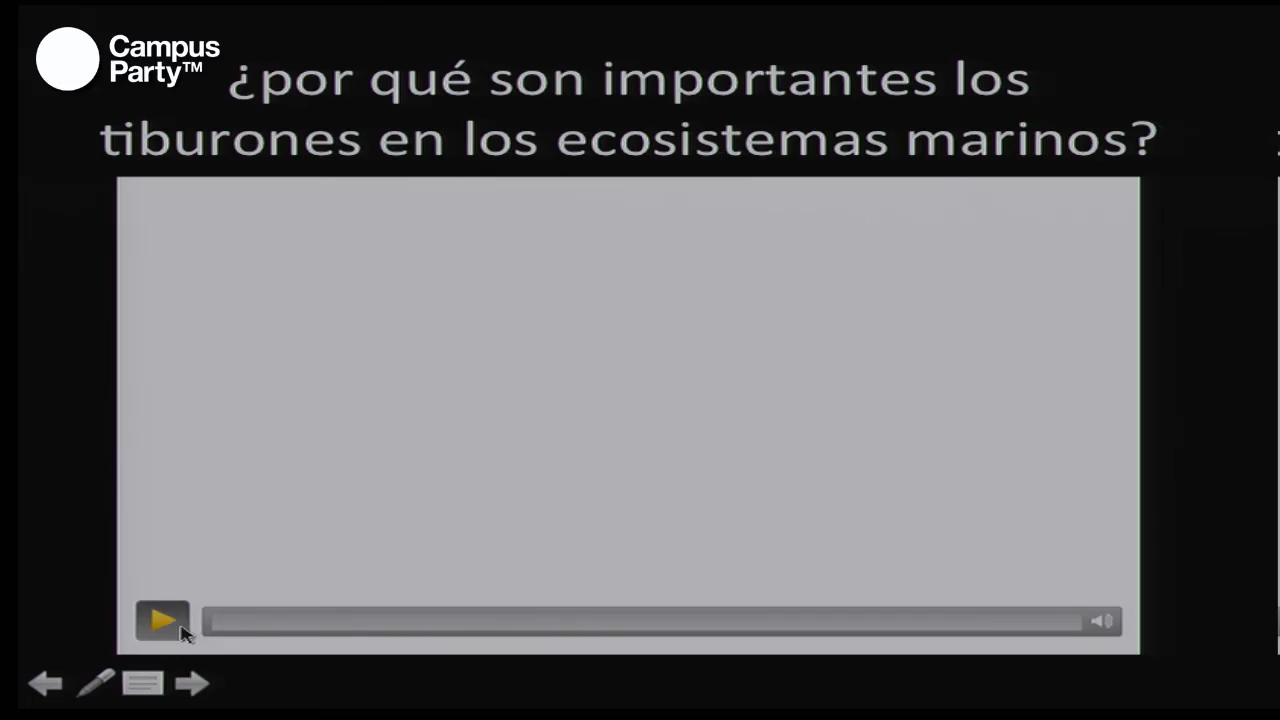 Campus
Party™
¿por qué son importantes los
tiburones en los ecosistemas marinos?